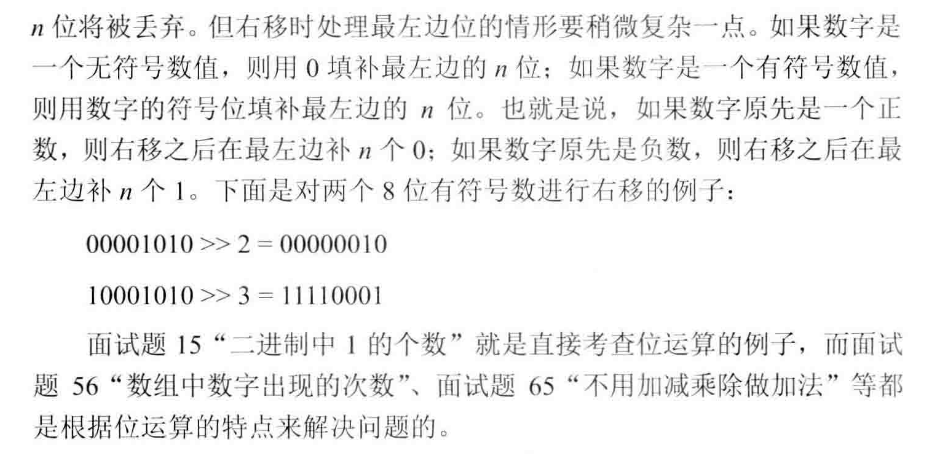 n 位将被丢弃。但右移时处理最左边位的情形要稍微复杂一点。如果数字是
一个无符号数值，则用 0 填补最左边的 n 位；如果数字是一个有符号数值，
则用数字的符号位填补最左边的 n 位。也就是说，如果数字原先是一个正
数，则右移之后在最左边补 n 个 0；如果数字原先是负数，则右移之后在最
左边补 n 个 1。下面是对两个 8 位有符号数进行右移的例子：
00001010 >> 2 = 00000010
10001010 >> 3 = 11110001
面试题 15“二进制中 1 的个数”就是直接考查位运算的例子，而面试
题 56“数组中数字出现的次数”、面试题 65“不用加减乘除做加法”等都
是根据位运算的特点来解决问题的。